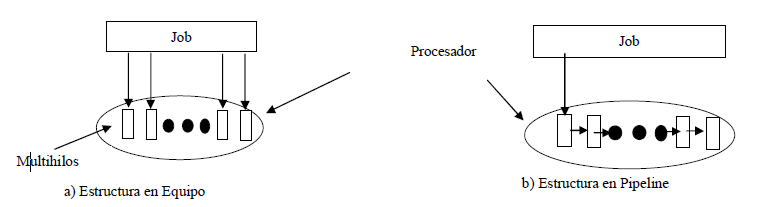 Job
Job
Procesador
Multihilos
a) Estructura en Equipo
b) Estructura en Pipeline